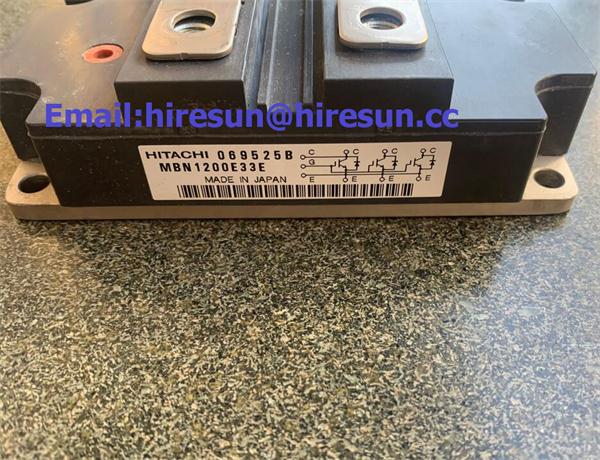 Email:hiresun@hiresun.cc
HITACHI 069525B
MBN1200E33E
MADE IN JAPAN
C C C
G
E E E E